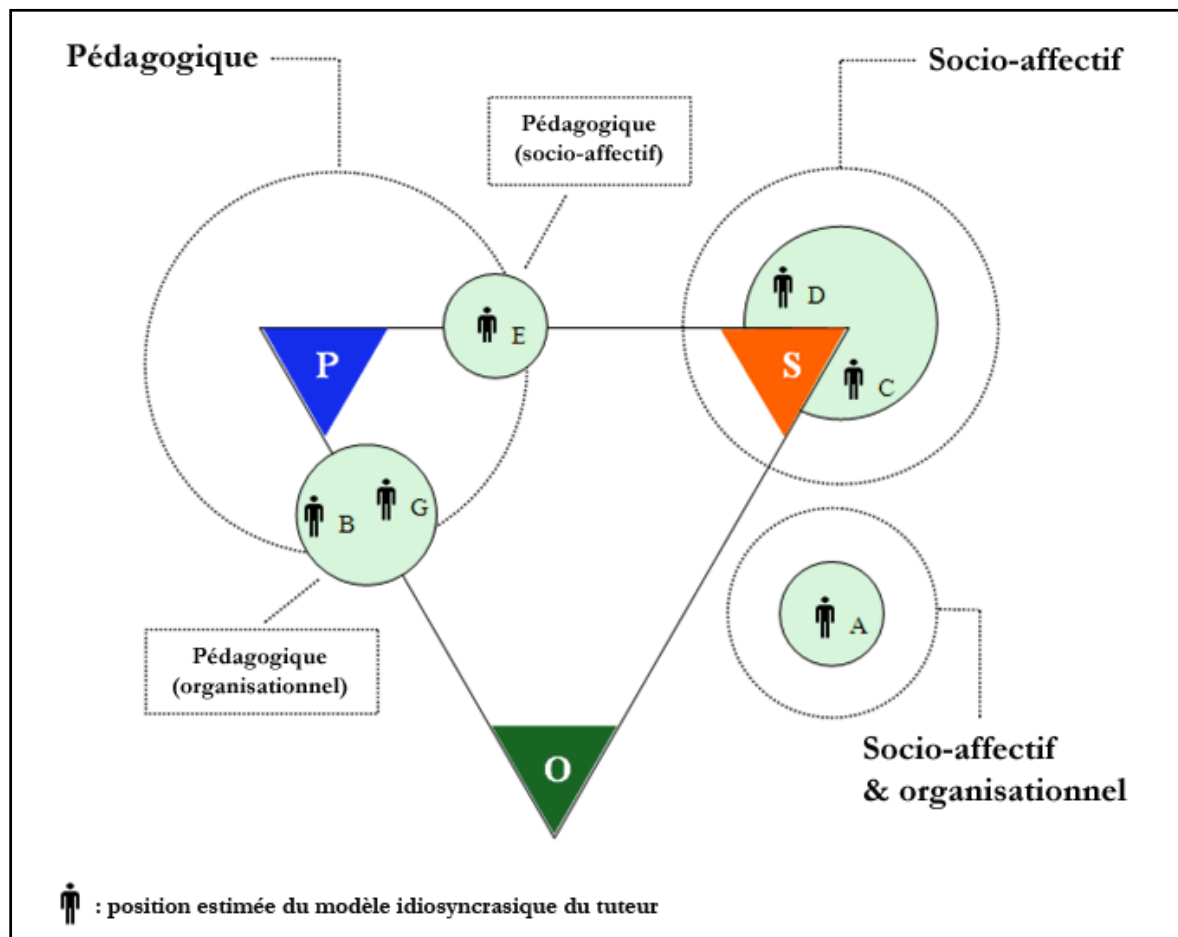 Pédagogique
Socio-affectif
Pédagogique
(socio-affectif)
D
E
P
S
C
G
B
A
Pédagogique
(organisationnel)
O
Socio-affectif
& organisationnel
: position estimée du modèle idiosyncrasique du tuteur